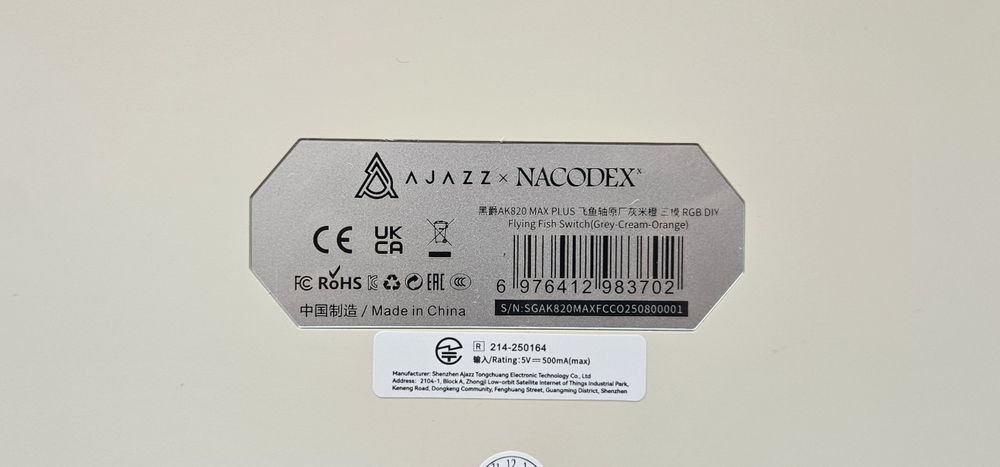 AJAZZ × NACODEX x
黑爵AK820 MAX PLUS 飞鱼轴原厂灰米橙 三模 RGB DIY
Flying Fish Switch(Grey-Cream-Orange)
CE UK CA
FC RoHS EAC CCC
6 976412 983702
S/N:SGAK820MAXFCCO250800001
中国制造 / Made in China
R 214-250164
输入/Rating:5V⎓500mA(max)
Manufacturer: Shenzhen Ajazz Tongchuang Electronic Technology Co., Ltd
Address: 2104-1, Block A, Zhongji Low-orbit Satellite Internet of Things Industrial Park,
Keneng Road, Dongkeng Community, Fenghuang Street, Guangming District, Shenzhen
12